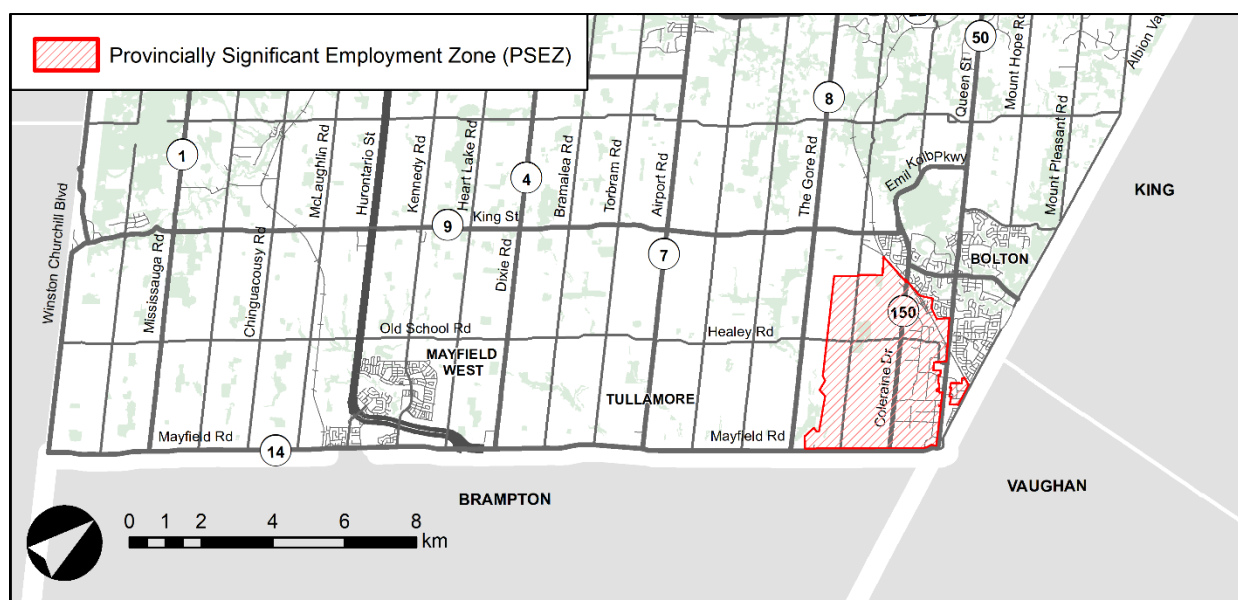 Provincially Significant Employment Zone (PSEZ)
50
Queen St
Mount Hope Rd
Albion Vau
8
1
Winston Churchill Blvd
Mississauga Rd
Chinguacousy Rd
McLaughlin Rd
Hurontario St
Kennedy Rd
Heart Lake Rd
4
Dixie Rd
Bramalea Rd
Torbram Rd
Airport Rd
The Gore Rd
Emil KolbPkwy
Mount Pleasant Rd
KING
9
King St
7
BOLTON
150
Old School Rd
Healey Rd
MAYFIELD
WEST
TULLAMORE
Coleraine Dr
Mayfield Rd
Mayfield Rd
14
BRAMPTON
VAUGHAN
0 1 2 4 6 8
km